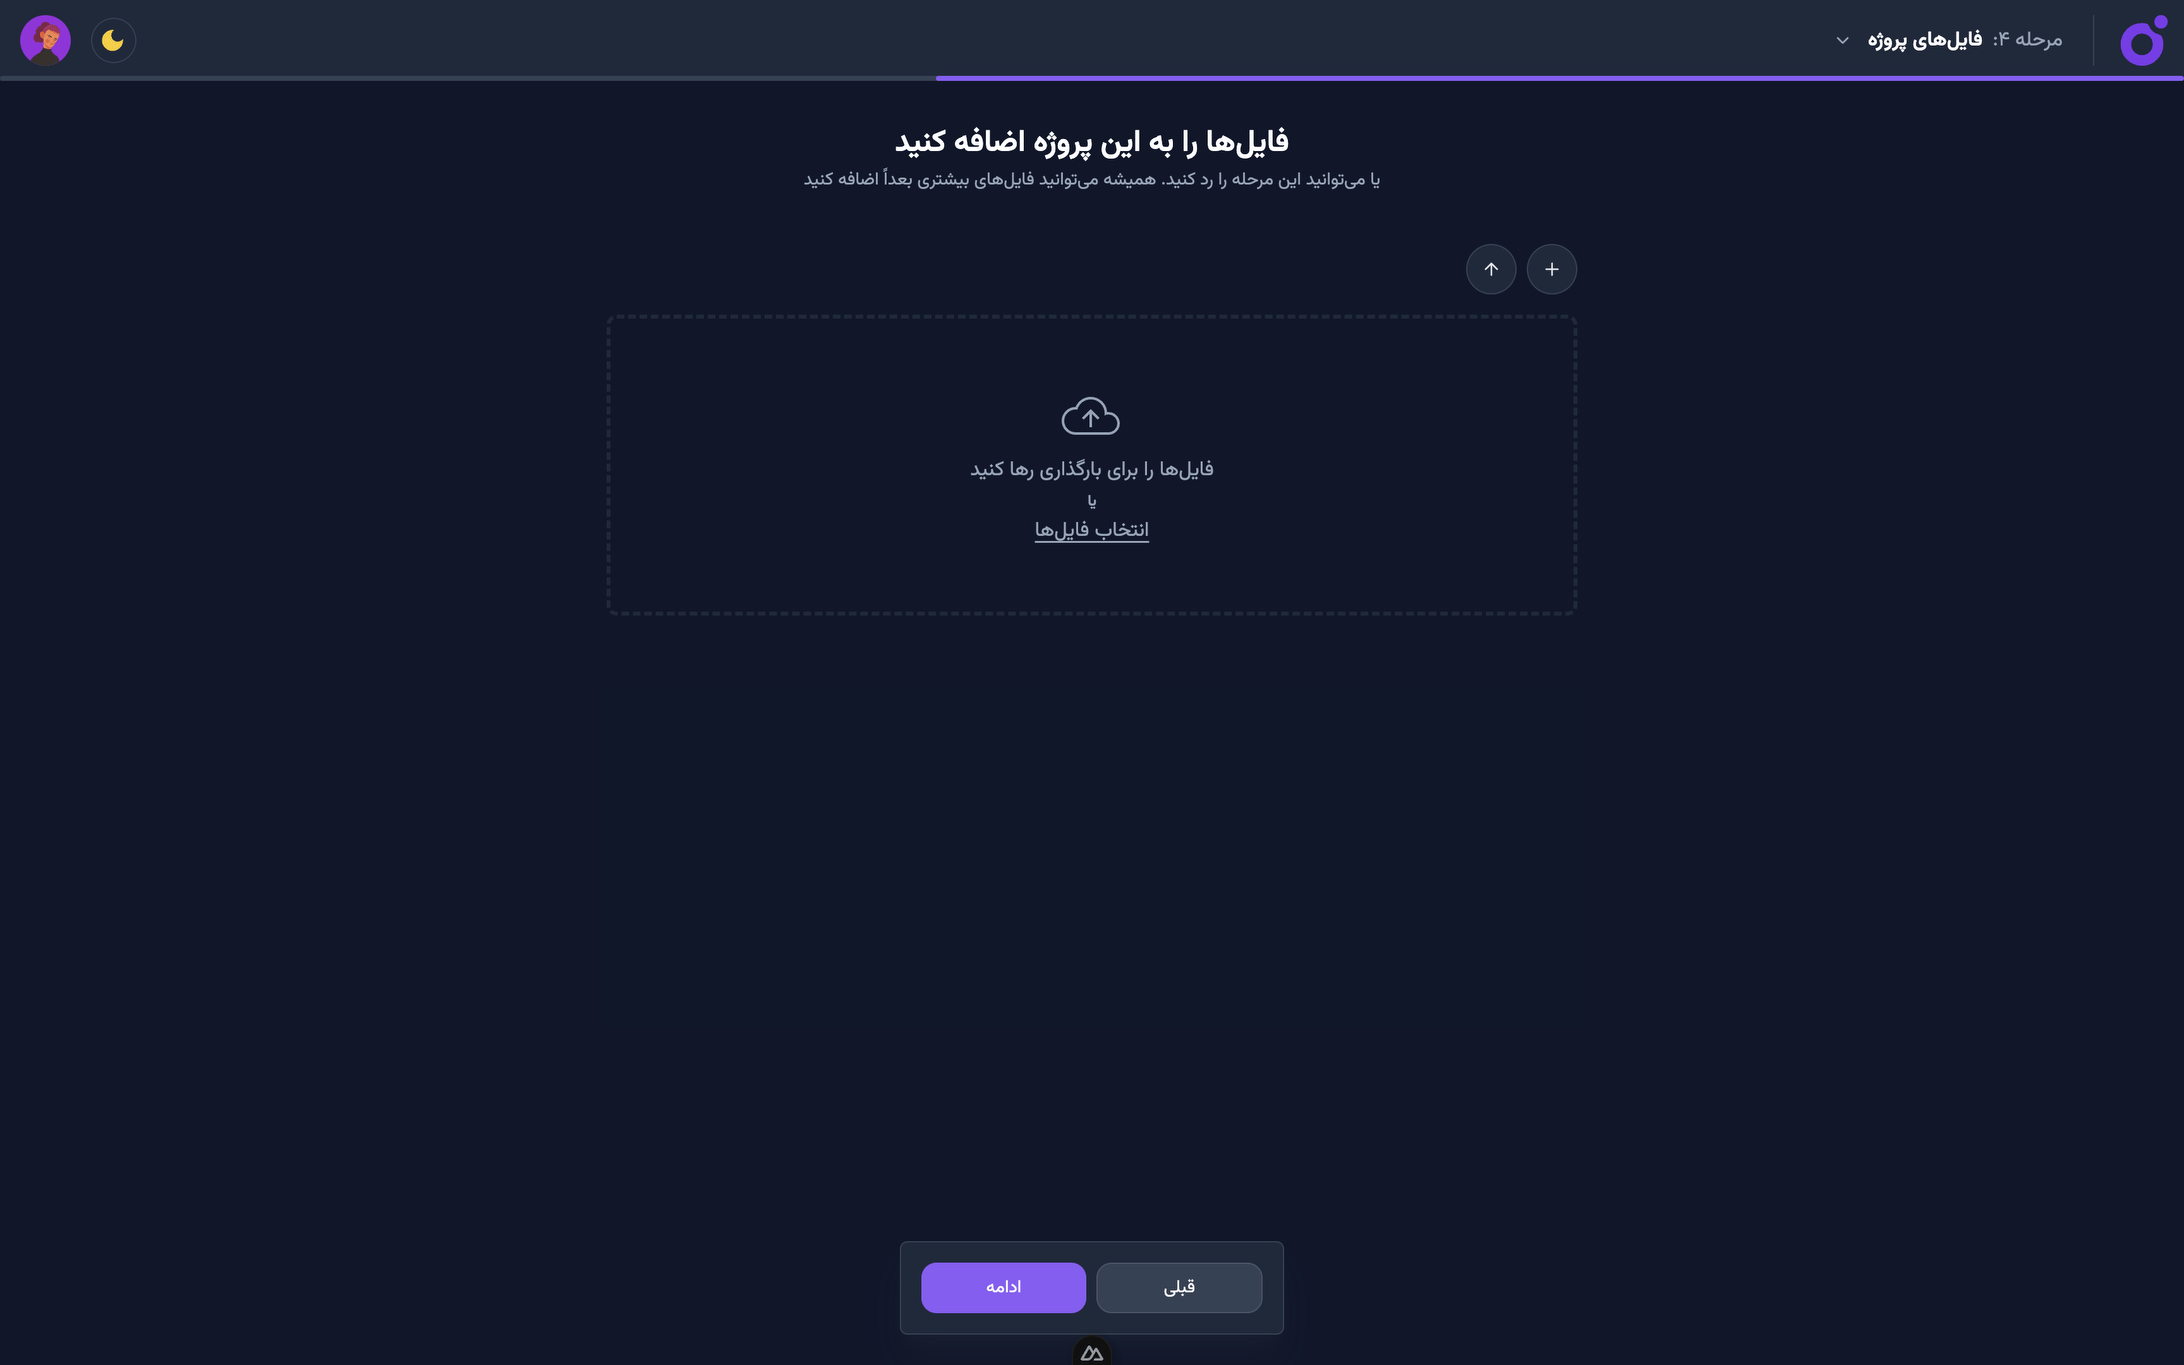 مرحله ۴: فایل‌های پروژه
فایل‌ها را به این پروژه اضافه کنید
یا می‌توانید این مرحله را رد کنید. همیشه می‌توانید فایل‌های بیشتری بعداً اضافه کنید
فایل‌ها را برای بارگذاری رها کنید
یا
انتخاب فایل‌ها
قبلی
ادامه